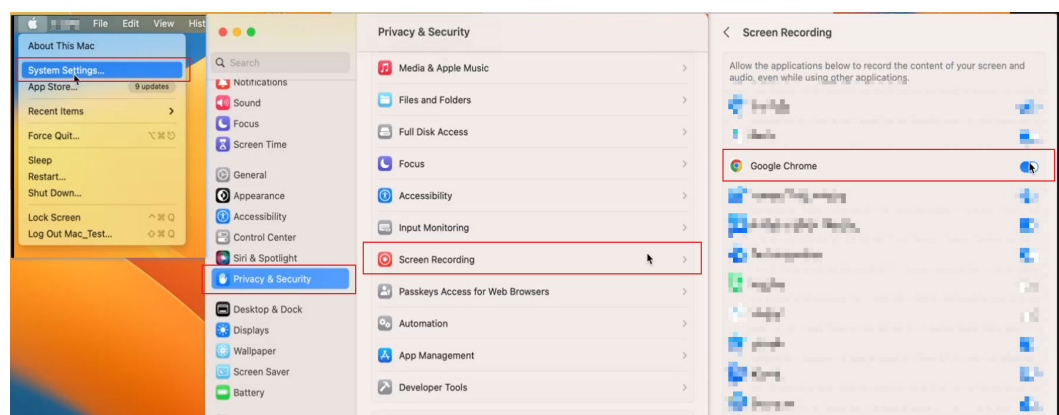 File Edit View Hist
About This Mac
System Settings...
App Store... 9 updates
Recent Items
Force Quit... ⌥⌘⎋
Sleep
Restart...
Shut Down...
Lock Screen ^⌘Q
Log Out Mac_Test... ⇧⌘Q
Search
Notifications
Sound
Focus
Screen Time
General
Appearance
Accessibility
Control Center
Siri & Spotlight
Privacy & Security
Desktop & Dock
Displays
Wallpaper
Screen Saver
Battery
Privacy & Security
Media & Apple Music
Files and Folders
Full Disk Access
Focus
Accessibility
Input Monitoring
Screen Recording
Passkeys Access for Web Browsers
Automation
App Management
Developer Tools
Screen Recording
Allow the applications below to record the content of your screen and
audio, even while using other applications.
Google Chrome